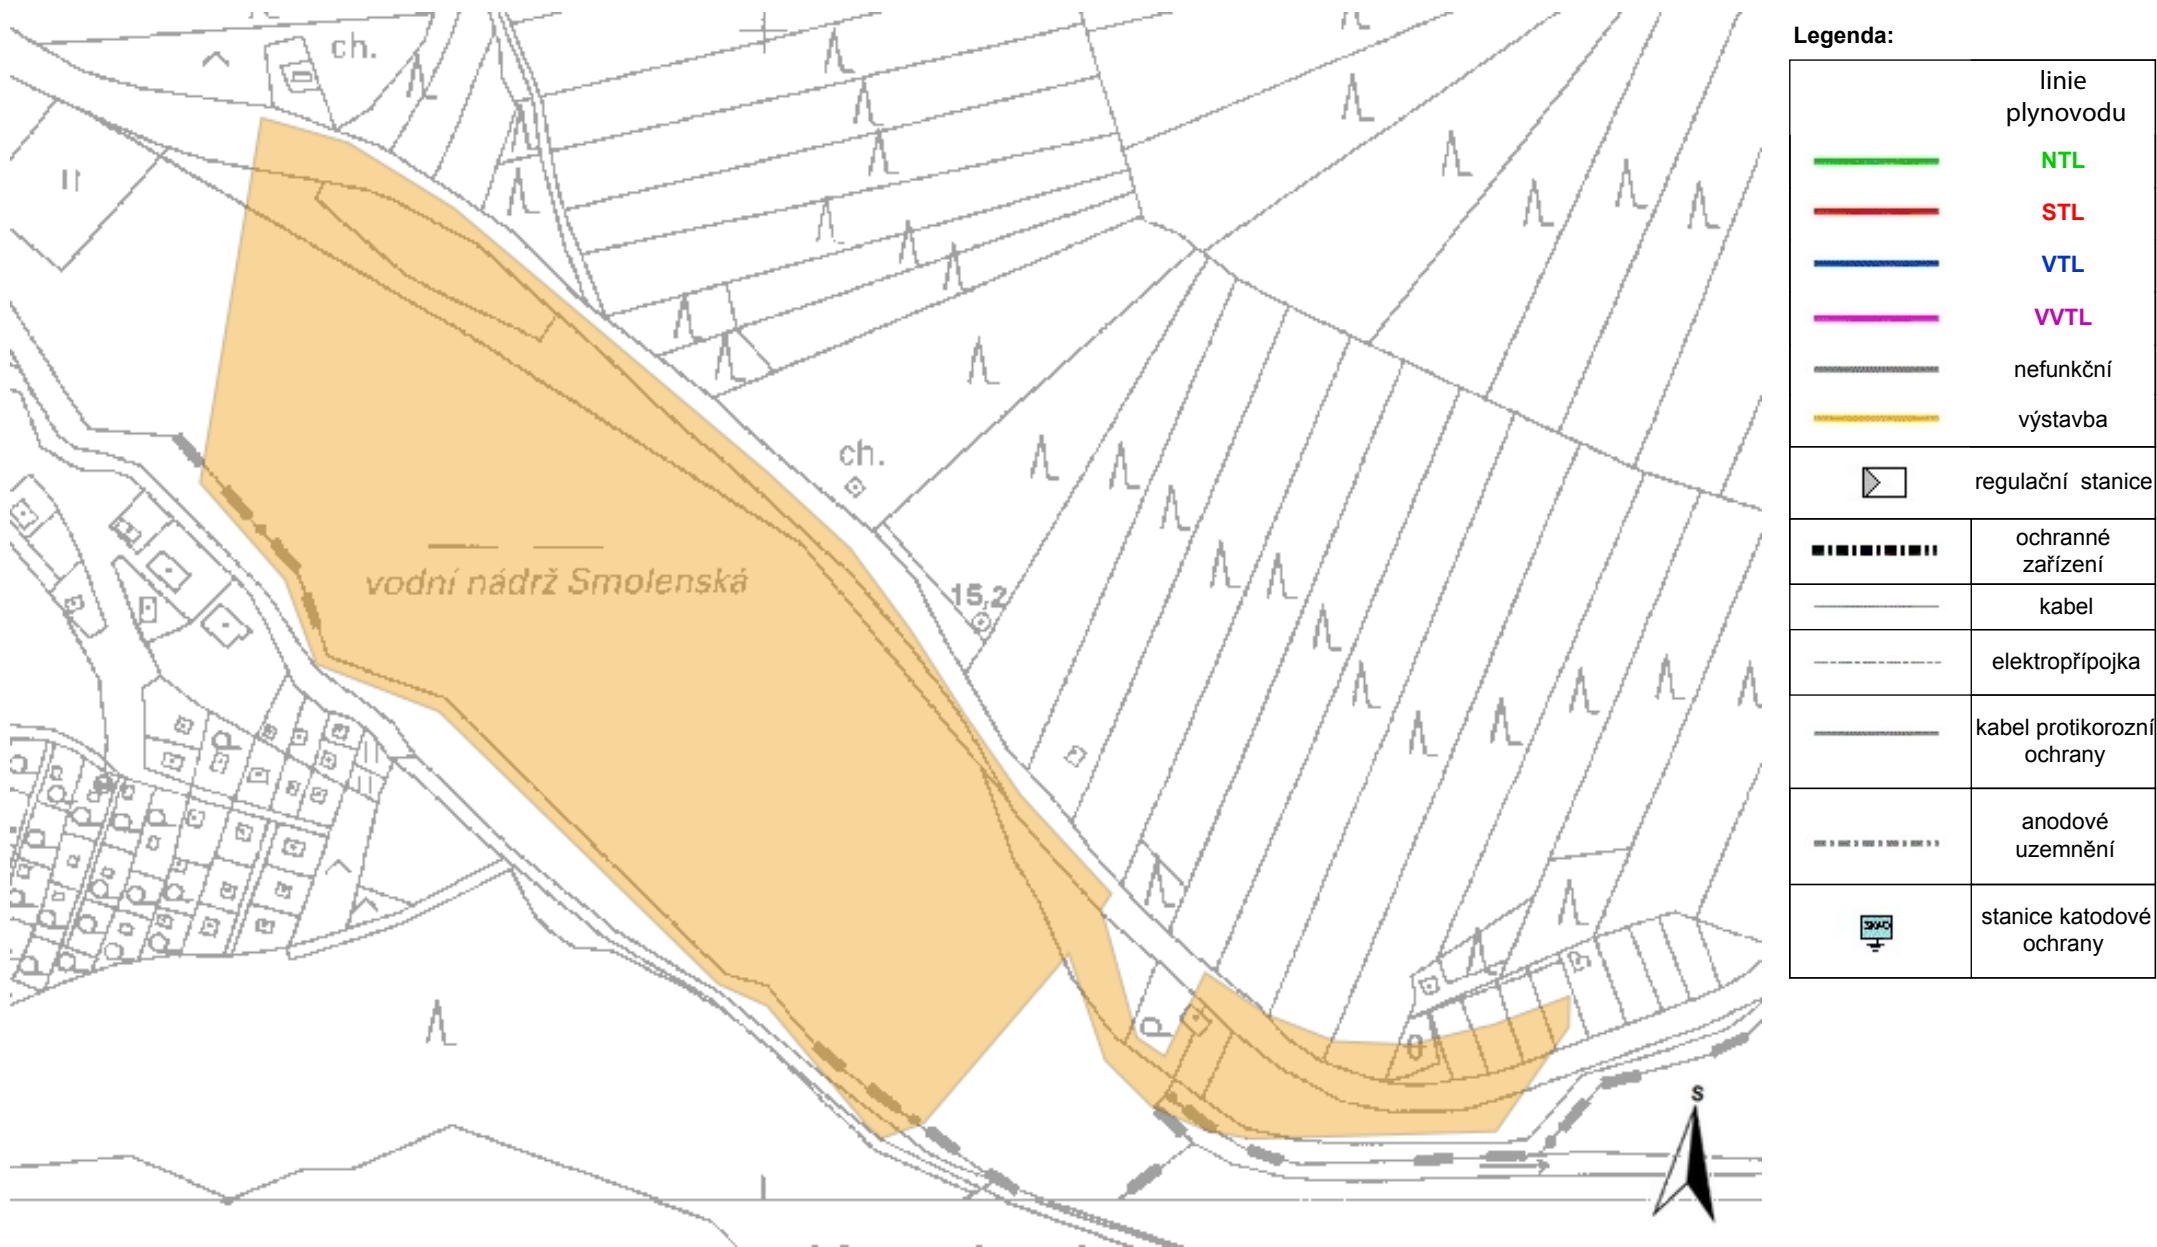 ch.
ch.
15,2
vodní nádrž Smolenská
S
Legenda:
linie
plynovodu
NTL
STL
VTL
VVTL
nefunkční
výstavba
regulační stanice
ochranné
zařízení
kabel
elektropřípojka
kabel protikorozní
ochrany
anodové
uzemnění
SKAO
stanice katodové
ochrany